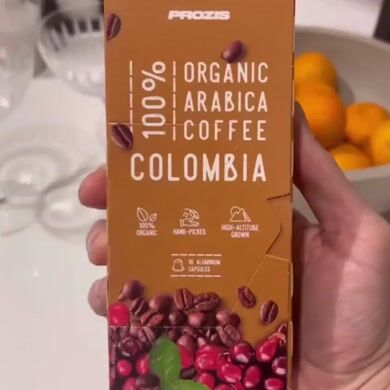 PROZIS
100%
ORGANIC
ARABICA
COFFEE
COLOMBIA
100%
ORGANIC
HAND-PICKED
HIGH-ALTITUDE
GROWN
10 ALUMINIUM
CAPSULES